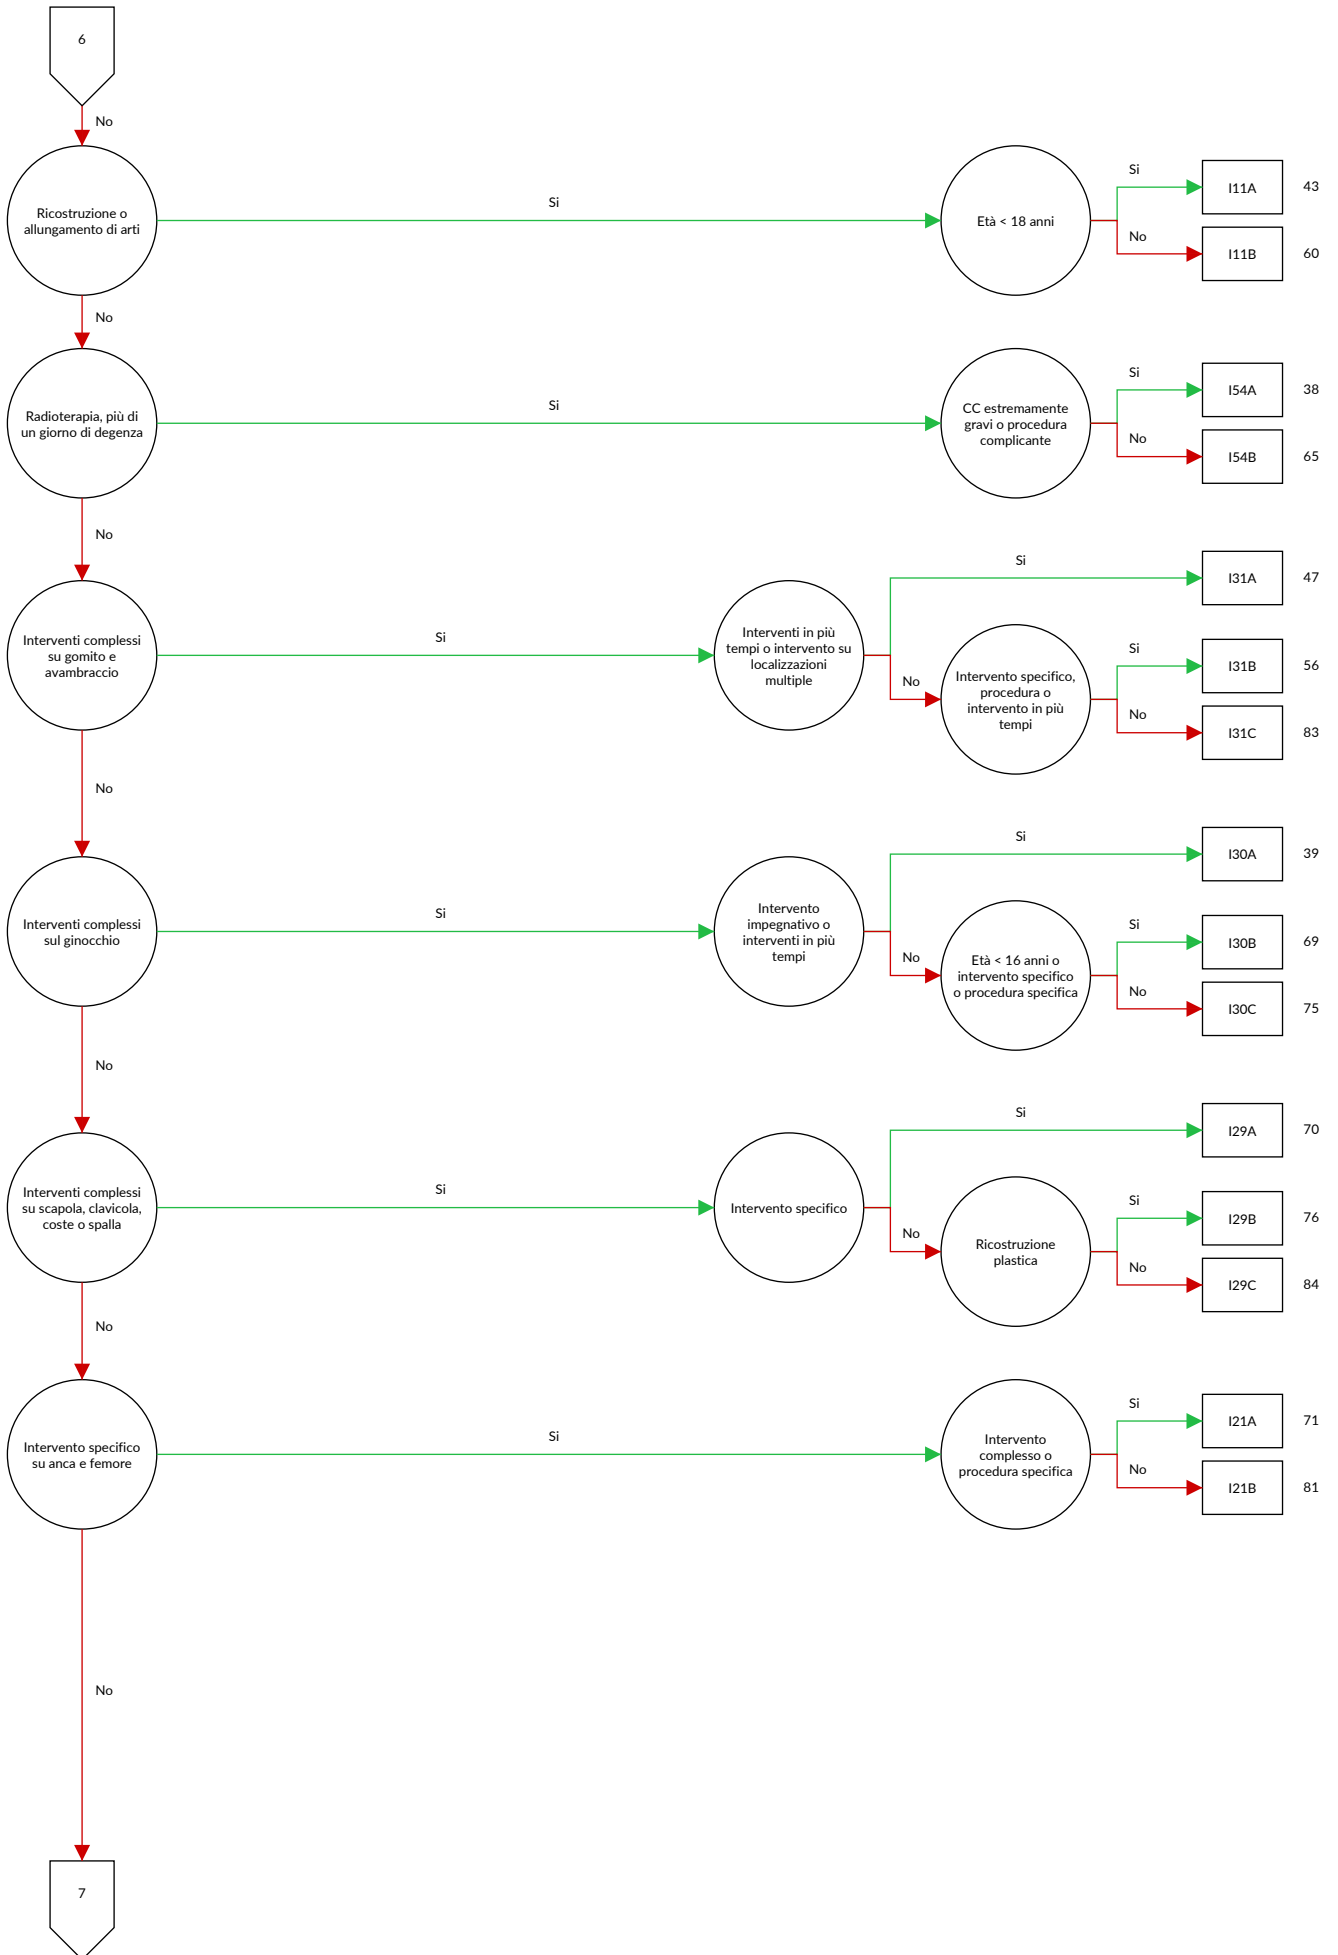 6
No
Ricostruzione o
allungamento di arti
Si
Età < 18 anni
Si
I11A
43
No
I11B
60
No
Radioterapia, più di
un giorno di degenza
Si
CC estremamente
gravi o procedura
complicante
Si
I54A
38
No
I54B
65
No
Interventi complessi
su gomito e
avambraccio
Si
Interventi in più
tempi o intervento su
localizzazioni
multiple
Si
I31A
47
No
Intervento specifico,
procedura o
intervento in più
tempi
Si
I31B
56
No
I31C
83
No
Interventi complessi
sul ginocchio
Si
Intervento
impegnativo o
interventi in più
tempi
Si
I30A
39
No
Età < 16 anni o
intervento specifico
o procedura specifica
Si
I30B
69
No
I30C
75
No
Interventi complessi
su scapola, clavicola,
coste o spalla
Si
Intervento specifico
Si
I29A
70
No
Ricostruzione
plastica
Si
I29B
76
No
I29C
84
No
Intervento specifico
su anca e femore
Si
Intervento
complesso o
procedura specifica
Si
I21A
71
No
I21B
81
No
7